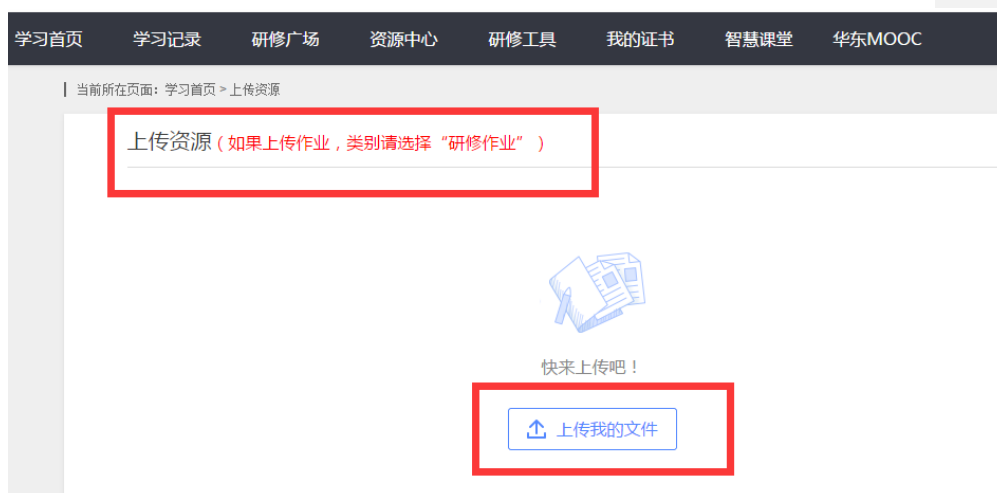 学习首页 学习记录 研修广场 资源中心 研修工具 我的证书 智慧课堂 华东MOOC
当前所在页面：学习首页 > 上传资源
上传资源（如果上传作业，类别请选择“研修作业”）
快来上传吧！
上传我的文件